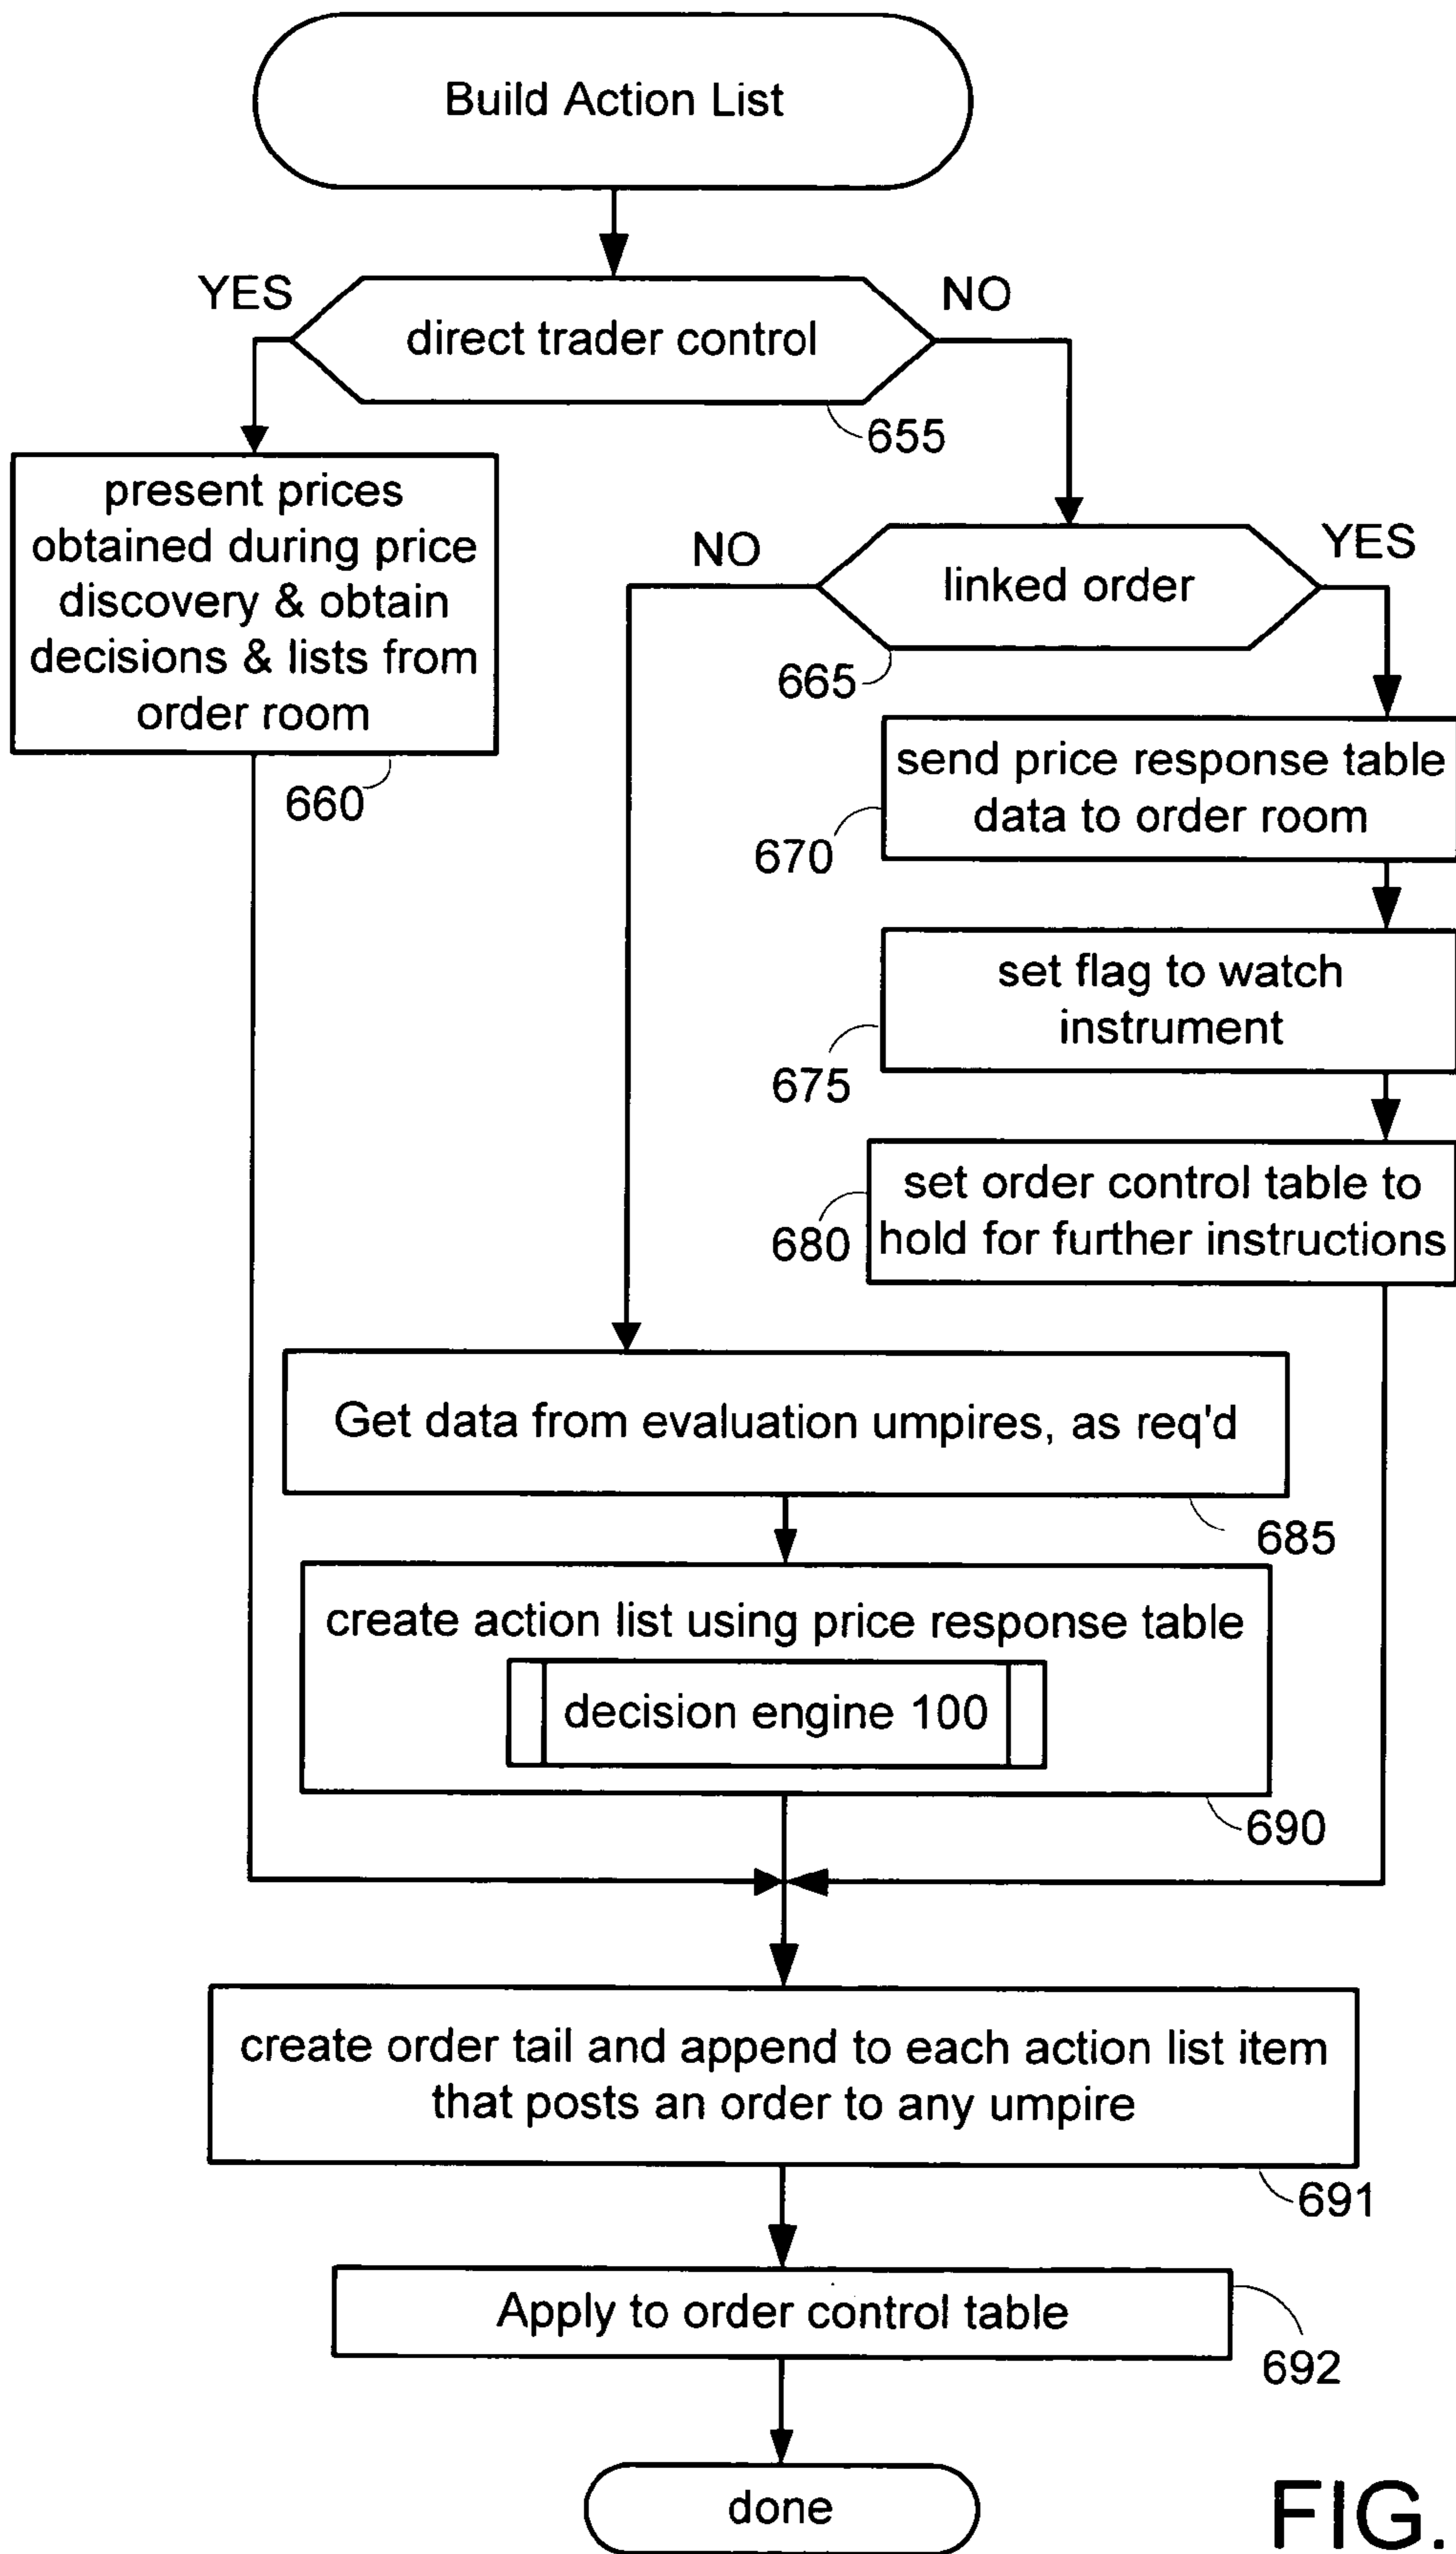 Build Action List
YES
NO
direct trader control
655
present prices
obtained during price
discovery & obtain
decisions & lists from
order room
660
NO
YES
linked order
665
send price response table
data to order room
670
set flag to watch
instrument
675
set order control table to
hold for further instructions
680
Get data from evaluation umpires, as req'd
685
create action list using price response table
decision engine 100
690
create order tail and append to each action list item
that posts an order to any umpire
691
Apply to order control table
692
done
FIG.